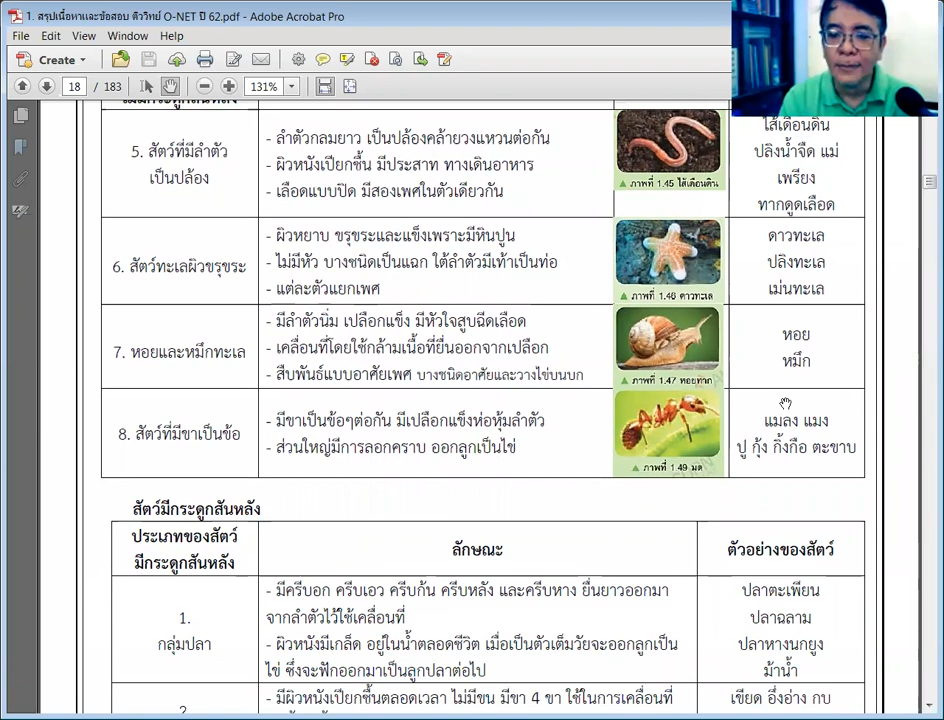 1. สรุปเนื้อหาและข้อสอบ ติววิทย์ O-NET ปี 62.pdf - Adobe Acrobat Pro
File Edit View Window Help
Create
18 / 183 131%
ไม่มีกระดูกสันหลัง
5. สัตว์ที่มีลำตัว
เป็นปล้อง
- ลำตัวกลมยาว เป็นปล้องคล้ายวงแหวนต่อกัน
- ผิวหนังเปียกชื้น มีประสาท ทางเดินอาหาร
- เลือดแบบปิด มีสองเพศในตัวเดียวกัน
ภาพที่ 1.45 ไส้เดือนดิน
ไส้เดือนดิน
ปลิงน้ำจืด แม่
เพรียง
ทากดูดเลือด
6. สัตว์ทะเลผิวขรุขระ
- ผิวหยาบ ขรุขระและแข็งเพราะมีหินปูน
- ไม่มีหัว บางชนิดเป็นแฉก ใต้ลำตัวมีเท้าเป็นท่อ
- แต่ละตัวแยกเพศ
ภาพที่ 1.46 ดาวทะเล
ดาวทะเล
ปลิงทะเล
เม่นทะเล
7. หอยและหมึกทะเล
- มีลำตัวนิ่ม เปลือกแข็ง มีหัวใจสูบฉีดเลือด
- เคลื่อนที่โดยใช้กล้ามเนื้อที่ยื่นออกจากเปลือก
- สืบพันธ์แบบอาศัยเพศ บางชนิดอาศัยและวางไข่บนบก
ภาพที่ 1.47 หอยทาก
หอย
หมึก
8. สัตว์ที่มีขาเป็นข้อ
- มีขาเป็นข้อๆต่อกัน มีเปลือกแข็งห่อหุ้มลำตัว
- ส่วนใหญ่มีการลอกคราบ ออกลูกเป็นไข่
ภาพที่ 1.49 มด
แมลง แมง
ปู กุ้ง กิ้งกือ ตะขาบ
สัตว์มีกระดูกสันหลัง
ประเภทของสัตว์
มีกระดูกสันหลัง
ลักษณะ
ตัวอย่างของสัตว์
1.
กลุ่มปลา
- มีครีบอก ครีบเอว ครีบก้น ครีบหลัง และครีบหาง ยื่นยาวออกมา
จากลำตัวไว้ใช้เคลื่อนที่
- ผิวหนังมีเกล็ด อยู่ในน้ำตลอดชีวิต เมื่อเป็นตัวเต็มวัยจะออกลูกเป็น
ไข่ ซึ่งจะฟักออกมาเป็นลูกปลาต่อไป
ปลาตะเพียน
ปลาฉลาม
ปลาหางนกยูง
ม้าน้ำ
2
- มีผิวหนังเปียกชื้นตลอดเวลา ไม่มีขน มีขา 4 ขา ใช้ในการเคลื่อนที่
เขียด อึ่งอ่าง กบ